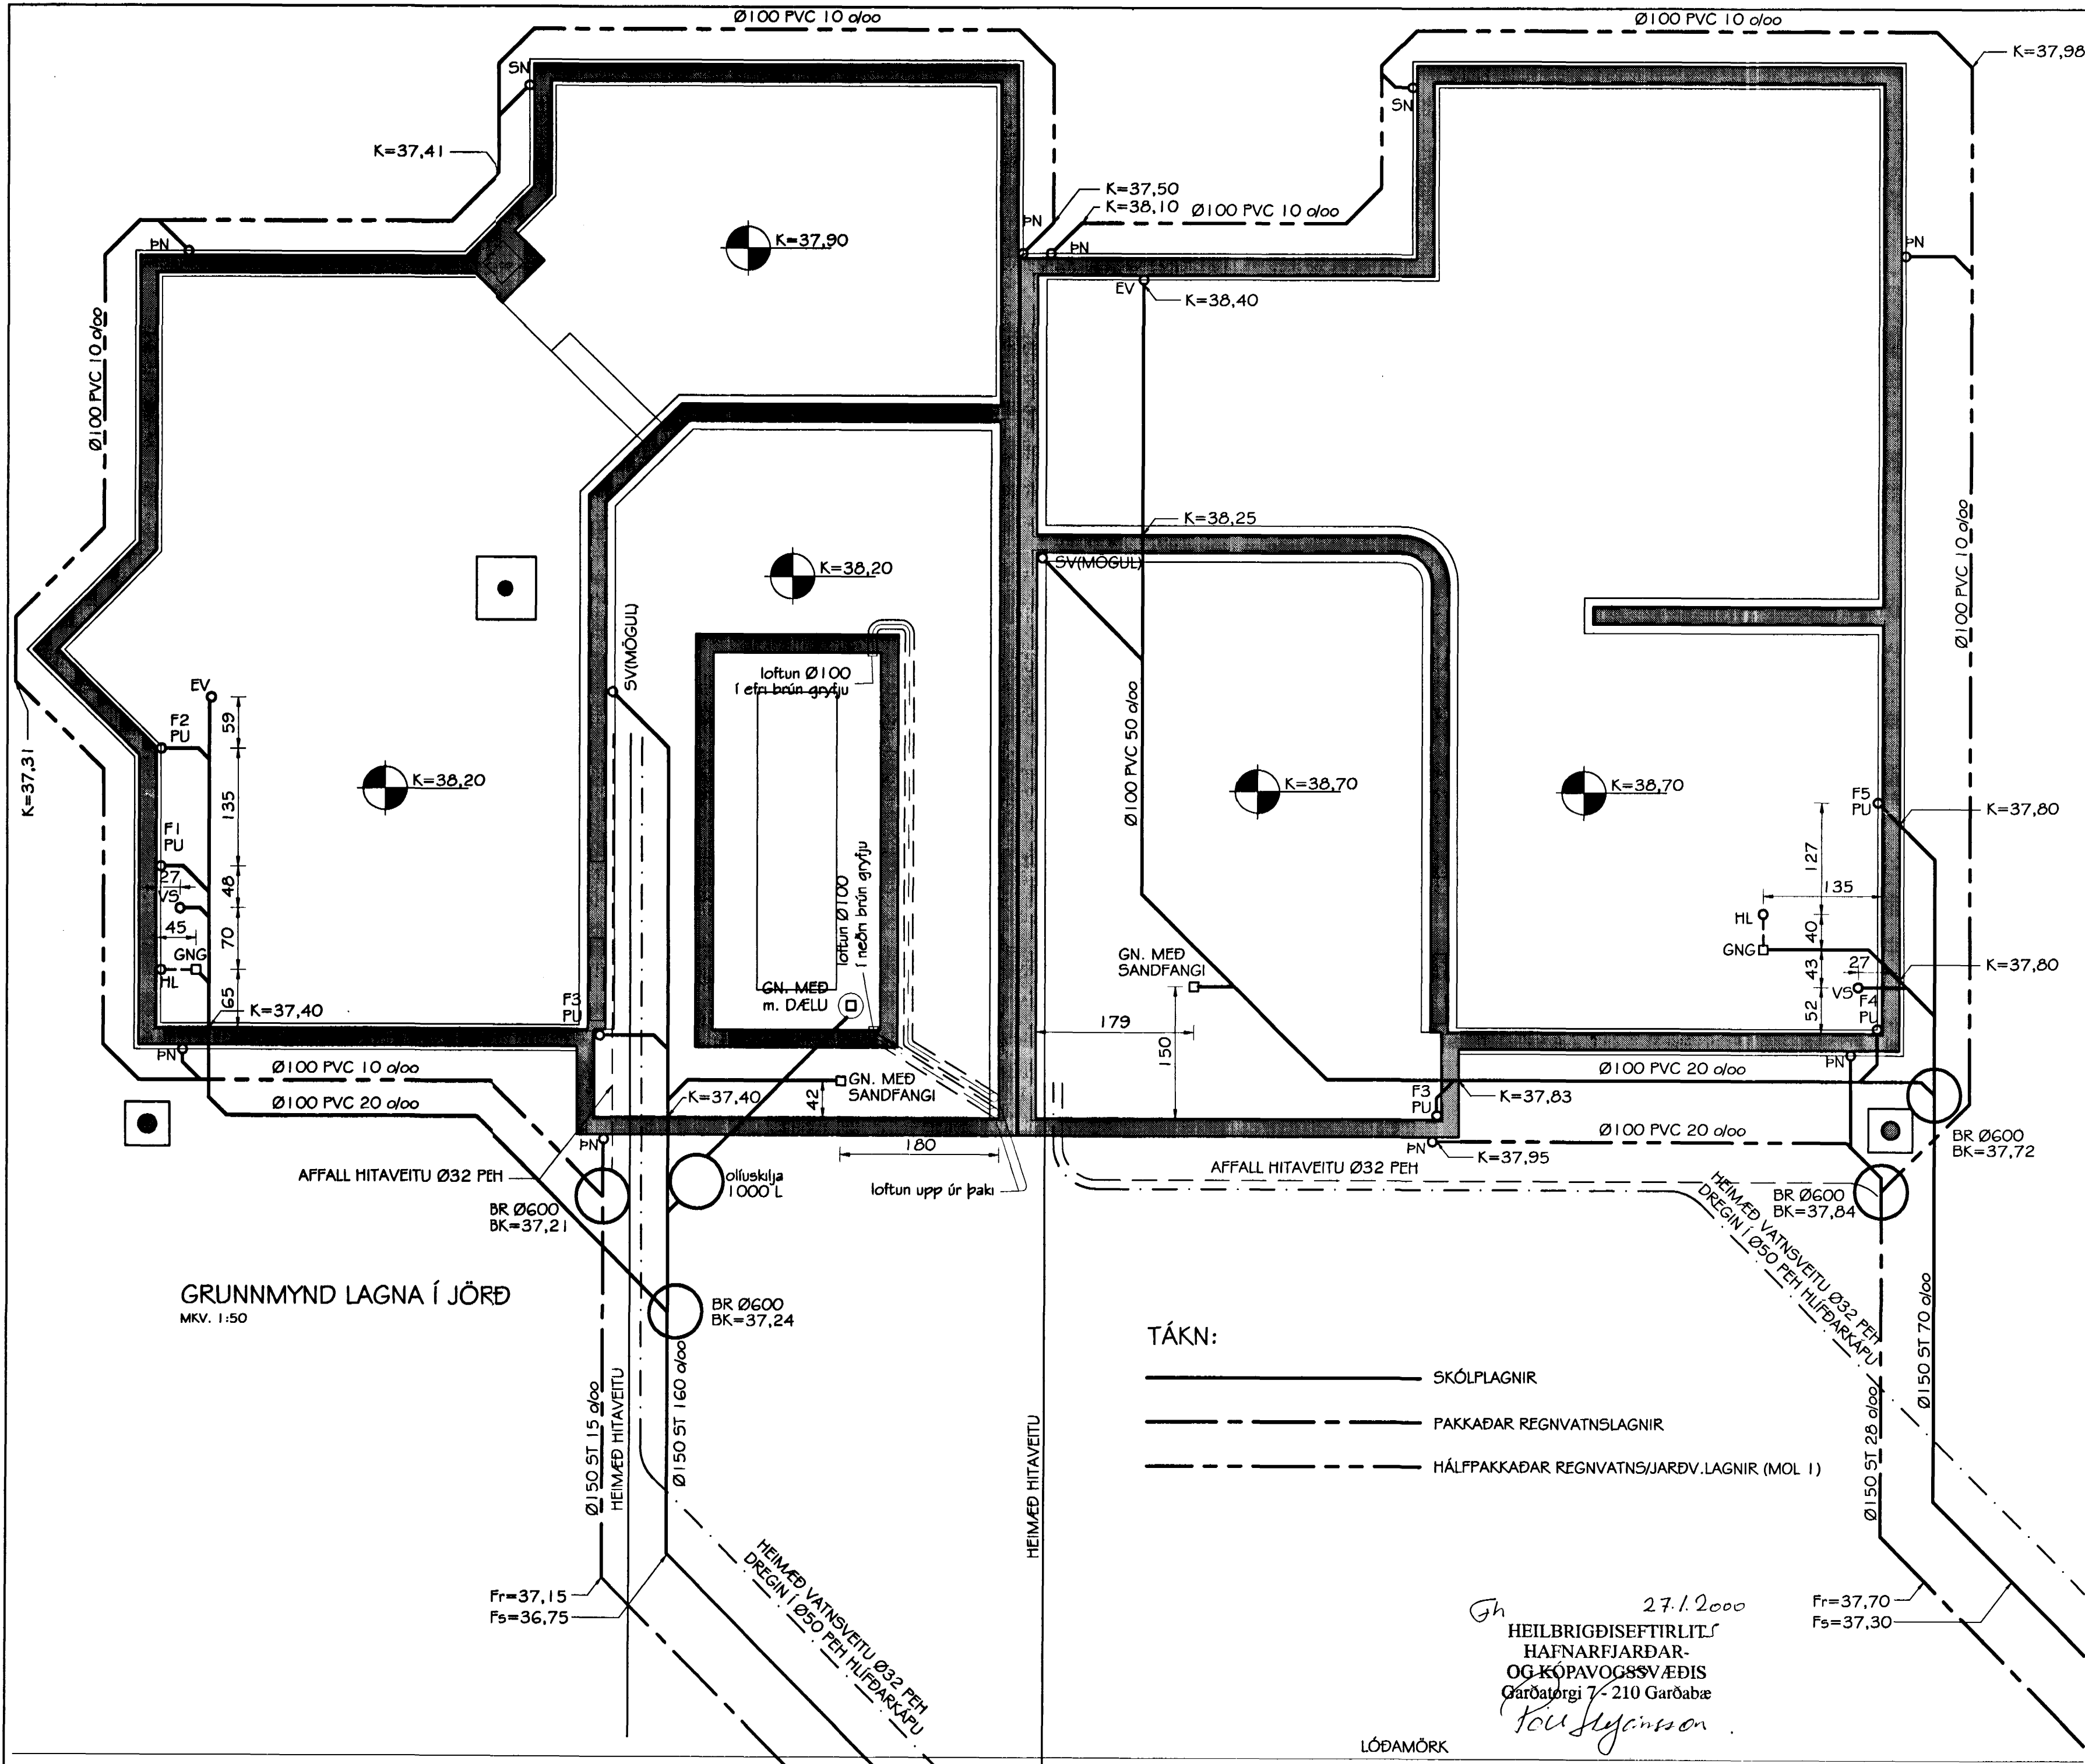 Ø100 PVC 10 o/oo
Ø100 PVC 10 o/oo
K=37,98
SN
SN
K=37,41
K=37,50
K=38,10
Ø100 PVC 10 o/oo
ÞN
ÞN
ÞN
ÞN
K=37,90
EV
K=38,40
Ø100 PVC 10 o/oo
K=38,25
SV(MÖGUL)
K=38,20
Ø100 PVC 10 o/oo
SV(MÖGUL)
loftun Ø100
í efri brún gryfju
EV
59
F2
PU
K=37,31
K=38,20
135
Ø100 PVC 50 o/oo
K=38,70
K=38,70
F5
PU
K=37,80
F1
PU
127
27
VS
48
135
45
70
loftun Ø100
í neðri brún gryfju
HL
40
GNG
HL
GN. MEÐ
SANDFANGI
GNG
43
27
K=37,80
65
K=37,40
F3
PU
GN. MEÐ
m. DÆLU
VS
52
F4
PU
179
150
ÞN
ÞN
Ø100 PVC 10 o/oo
Ø100 PVC 20 o/oo
GN. MEÐ
SANDFANGI
42
K=37,40
F3
PU
K=37,83
Ø100 PVC 20 o/oo
Ø100 PVC 20 o/oo
ÞN
180
ÞN
K=37,95
BR Ø600
BK=37,72
AFFALL HITAVEITU Ø32 PEH
olíuskilja
1000 L
loftun upp úr þaki
AFFALL HITAVEITU Ø32 PEH
BR Ø600
BK=37,21
BR Ø600
BK=37,84
HEIMÆÐ VATNSVEITU Ø32 PEH
DREGIN Í Ø50 PEH HLÍFÐARKÁPU
GRUNNMYND LAGNA Í JÖRÐ
MKV. 1:50
BR Ø600
BK=37,24
TÁKN:
SKÓLPLAGNIR
PAKKAÐAR REGNVATNSLAGNIR
HÁLFPAKKAÐAR REGNVATNS/JARÐV.LAGNIR (MOL 1)
Ø150 ST 15 o/oo
HEIMÆÐ HITAVEITU
Ø150 ST 160 o/oo
HEIMÆÐ HITAVEITU
Ø150 ST 28 o/oo
Ø150 ST 70 o/oo
HEIMÆÐ VATNSVEITU Ø32 PEH
DREGIN Í Ø50 PEH HLÍFÐARKÁPU
Fr=37,15
Fs=36,75
Fr=37,70
Fs=37,30
27.1.2000
HEILBRIGÐISEFTIRLIT
HAFNARFJARÐAR-
OG KÓPAVOGSSVÆÐIS
Garðatorgi 7 - 210 Garðabæ
LÓÐAMÖRK